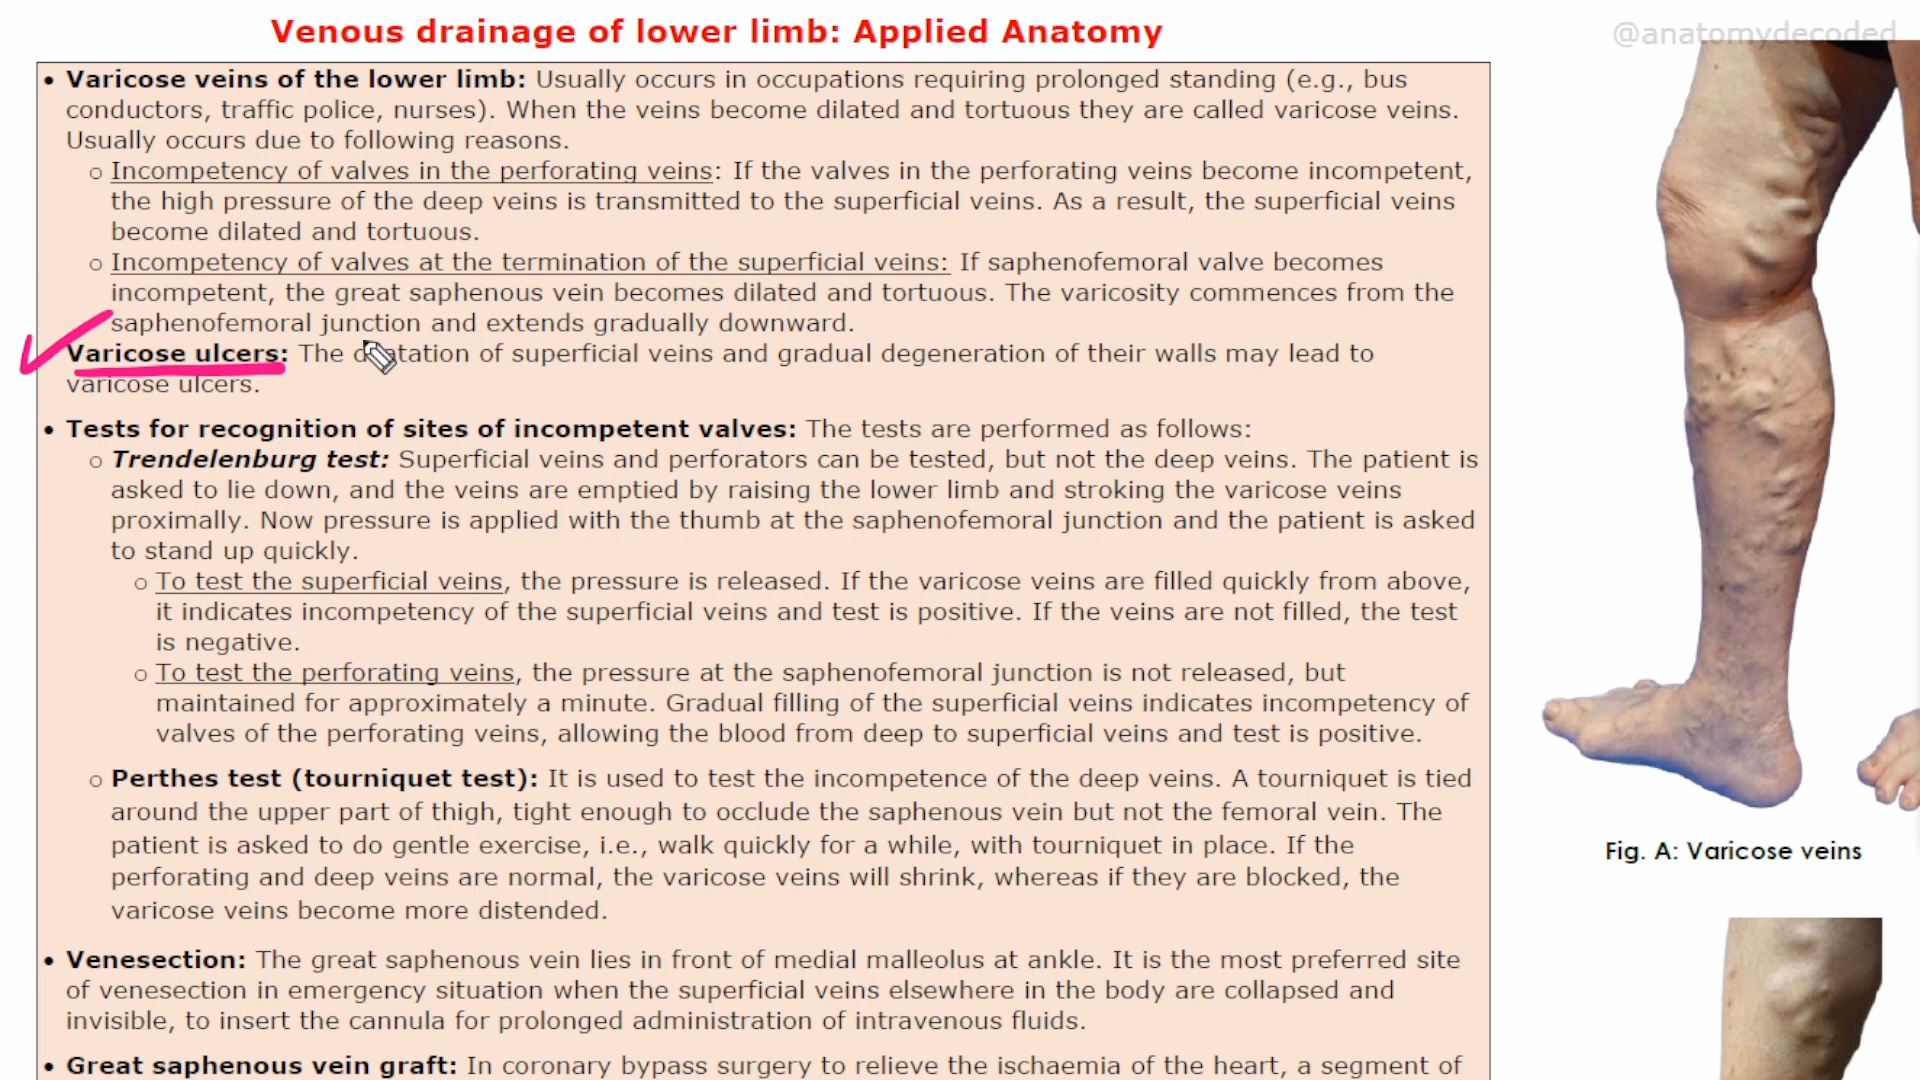 Venous drainage of lower limb: Applied Anatomy
@anatomydecoded
• Varicose veins of the lower limb: Usually occurs in occupations requiring prolonged standing (e.g., bus
conductors, traffic police, nurses). When the veins become dilated and tortuous they are called varicose veins.
Usually occurs due to following reasons.
o Incompetency of valves in the perforating veins: If the valves in the perforating veins become incompetent,
the high pressure of the deep veins is transmitted to the superficial veins. As a result, the superficial veins
become dilated and tortuous.
o Incompetency of valves at the termination of the superficial veins: If saphenofemoral valve becomes
incompetent, the great saphenous vein becomes dilated and tortuous. The varicosity commences from the
saphenofemoral junction and extends gradually downward.
Varicose ulcers: The of superficial veins and gradual degeneration of their walls may lead to
varicose ulcers.
• Tests for recognition of sites of incompetent valves: The tests are performed as follows:
o Trendelenburg test: Superficial veins and perforators can be tested, but not the deep veins. The patient is
asked to lie down, and the veins are emptied by raising the lower limb and stroking the varicose veins
proximally. Now pressure is applied with the thumb at the saphenofemoral junction and the patient is asked
to stand up quickly.
o To test the superficial veins, the pressure is released. If the varicose veins are filled quickly from above,
it indicates incompetency of the superficial veins and test is positive. If the veins are not filled, the test
is negative.
o To test the perforating veins, the pressure at the saphenofemoral junction is not released, but
maintained for approximately a minute. Gradual filling of the superficial veins indicates incompetency of
valves of the perforating veins, allowing the blood from deep to superficial veins and test is positive.
o Perthes test (tourniquet test): It is used to test the incompetence of the deep veins. A tourniquet is tied
around the upper part of thigh, tight enough to occlude the saphenous vein but not the femoral vein. The
patient is asked to do gentle exercise, i.e., walk quickly for a while, with tourniquet in place. If the
perforating and deep veins are normal, the varicose veins will shrink, whereas if they are blocked, the
varicose veins become more distended.
• Venesection: The great saphenous vein lies in front of medial malleolus at ankle. It is the most preferred site
of venesection in emergency situation when the superficial veins elsewhere in the body are collapsed and
invisible, to insert the cannula for prolonged administration of intravenous fluids.
• Great saphenous vein graft: In coronary bypass surgery to relieve the ischaemia of the heart, a segment of
Fig. A: Varicose veins